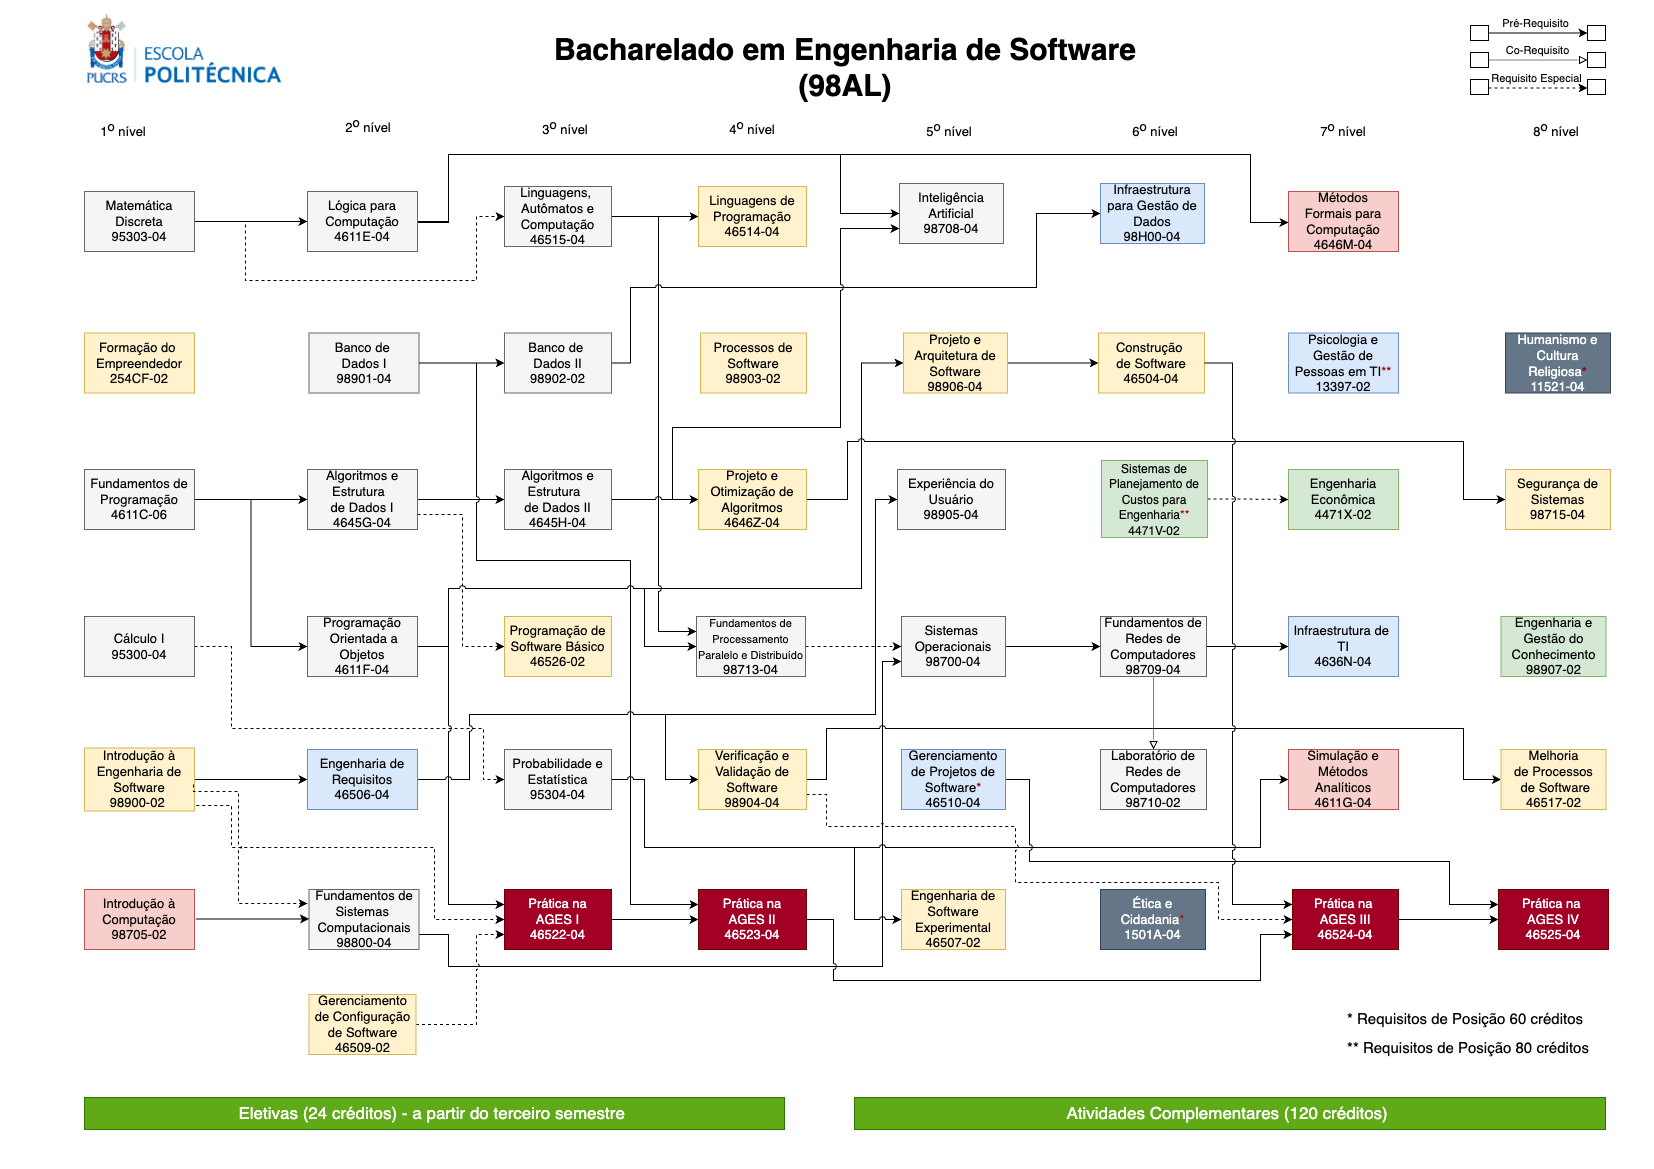 PUCRS
ESCOLA
POLITÉCNICA
Bacharelado em Engenharia de Software
(98AL)
Pré-Requisito
Co-Requisito
Requisito Especial
1º nível
2º nível
3º nível
4º nível
5º nível
6º nível
7º nível
8º nível
Matemática
Discreta
95303-04
Lógica para
Computação
4611E-04
Linguagens,
Autômatos e
Computação
46515-04
Linguagens de
Programação
46514-04
Inteligência
Artificial
98708-04
Infraestrutura
para Gestão de
Dados
98H00-04
Métodos
Formais para
Computação
4646M-04
Formação do
Empreendedor
254CF-02
Banco de
Dados I
98901-04
Banco de
Dados II
98902-02
Processos de
Software
98903-02
Projeto e
Arquitetura de
Software
98906-04
Construção
de Software
46504-04
Psicologia e
Gestão de
Pessoas em TI**
13397-02
Humanismo e
Cultura
Religiosa*
11521-04
Fundamentos de
Programação
4611C-06
Algoritmos e
Estrutura
de Dados I
4645G-04
Algoritmos e
Estrutura
de Dados II
4645H-04
Projeto e
Otimização de
Algoritmos
4646Z-04
Experiência do
Usuário
98905-04
Sistemas de
Planejamento de
Custos para
Engenharia**
4471V-02
Engenharia
Econômica
4471X-02
Segurança de
Sistemas
98715-04
Cálculo I
95300-04
Programação
Orientada a
Objetos
4611F-04
Programação de
Software Básico
46526-02
Fundamentos de
Processamento
Paralelo e Distribuído
98713-04
Sistemas
Operacionais
98700-04
Fundamentos de
Redes de
Computadores
98709-04
Infraestrutura de
TI
4636N-04
Engenharia e
Gestão do
Conhecimento
98907-02
Introdução à
Engenharia de
Software
98900-02
Engenharia de
Requisitos
46506-04
Probabilidade e
Estatística
95304-04
Verificação e
Validação de
Software
98904-04
Gerenciamento
de Projetos de
Software*
46510-04
Laboratório de
Redes de
Computadores
98710-02
Simulação e
Métodos
Analíticos
4611G-04
Melhoria
de Processos
de Software
46517-02
Introdução à
Computação
98705-02
Fundamentos de
Sistemas
Computacionais
98800-04
Prática na
AGES I
46522-04
Prática na
AGES II
46523-04
Engenharia de
Software
Experimental
46507-02
Ética e
Cidadania*
1501A-04
Prática na
AGES III
46524-04
Prática na
AGES IV
46525-04
Gerenciamento
de Configuração
de Software
46509-02
* Requisitos de Posição 60 créditos
** Requisitos de Posição 80 créditos
Eletivas (24 créditos) - a partir do terceiro semestre
Atividades Complementares (120 créditos)